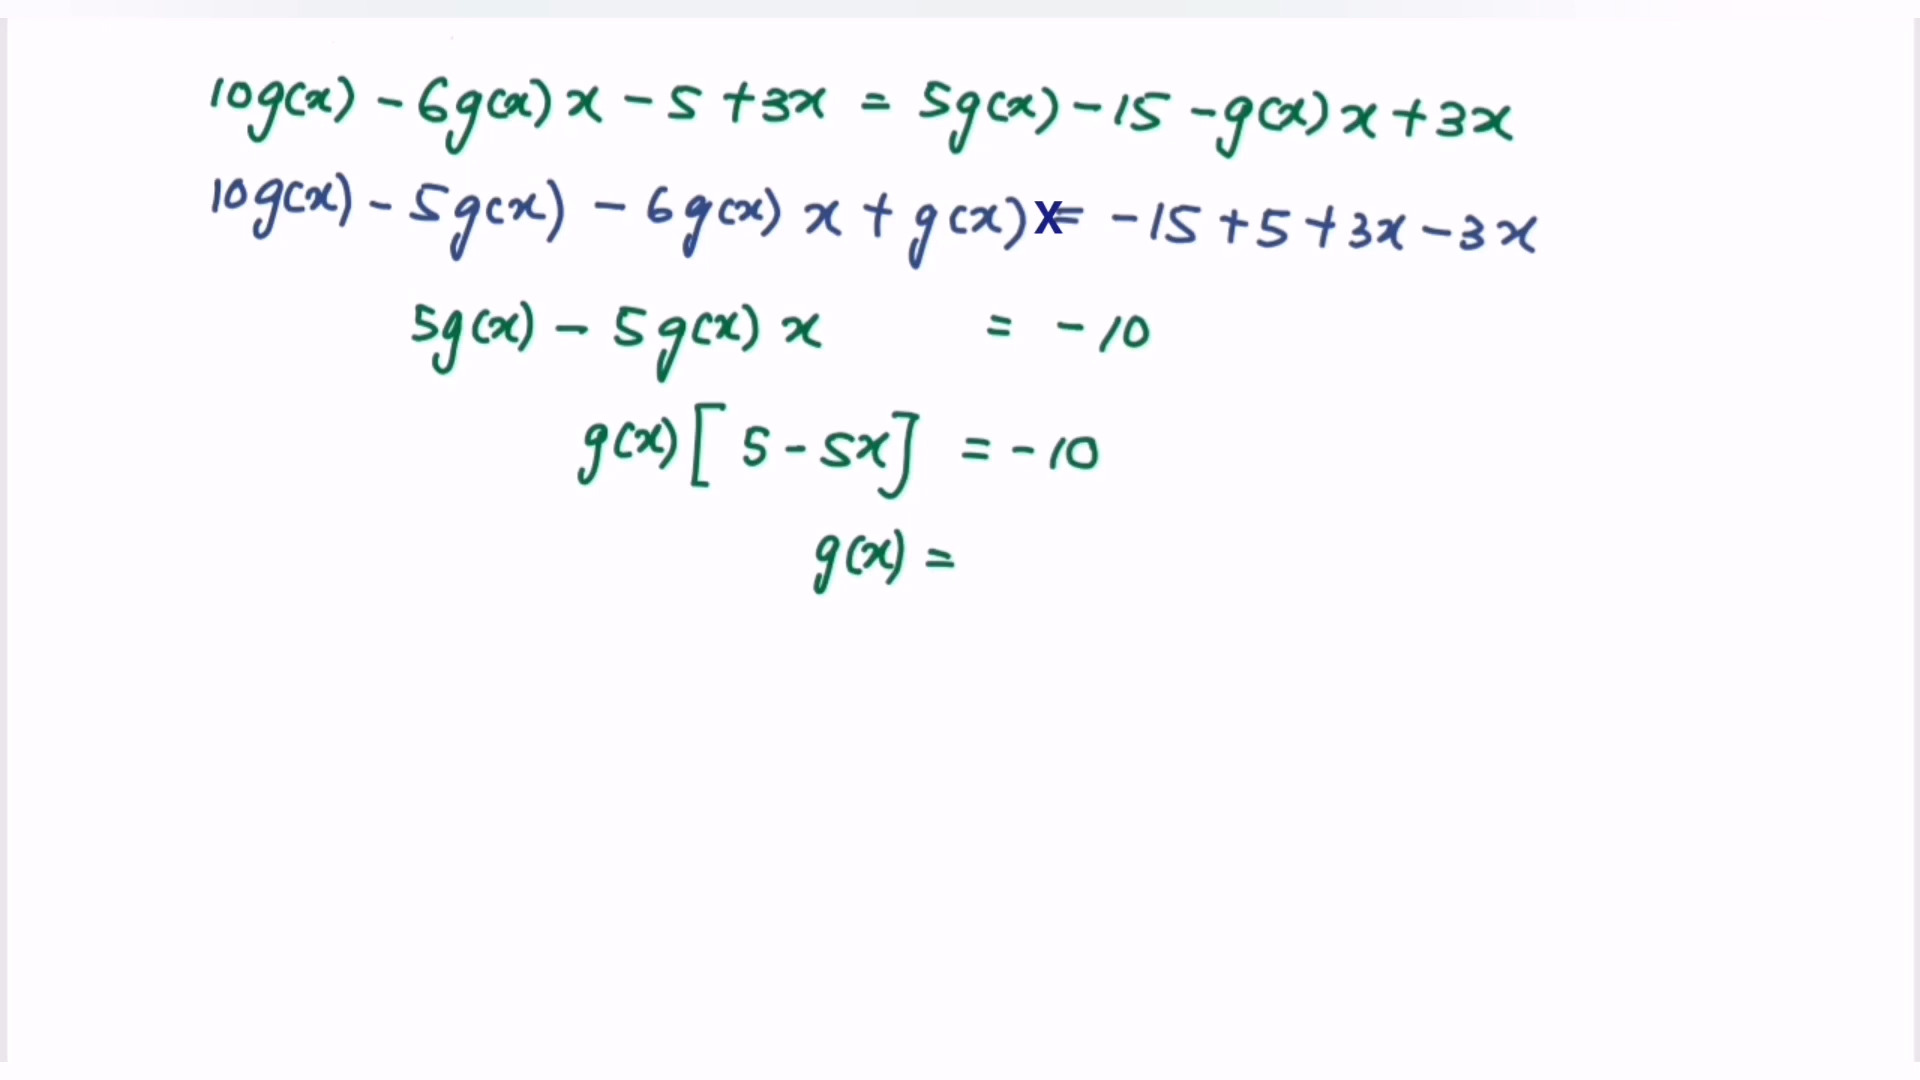 10g(x) - 6g(x) x - 5 + 3x = 5g(x) - 15 - g(x) x + 3x
10g(x) - 5g(x) - 6g(x) x + g(x) x = -15 + 5 + 3x - 3x
5g(x) - 5g(x) x = -10
g(x) [ 5 - 5x ] = -10
g(x) =